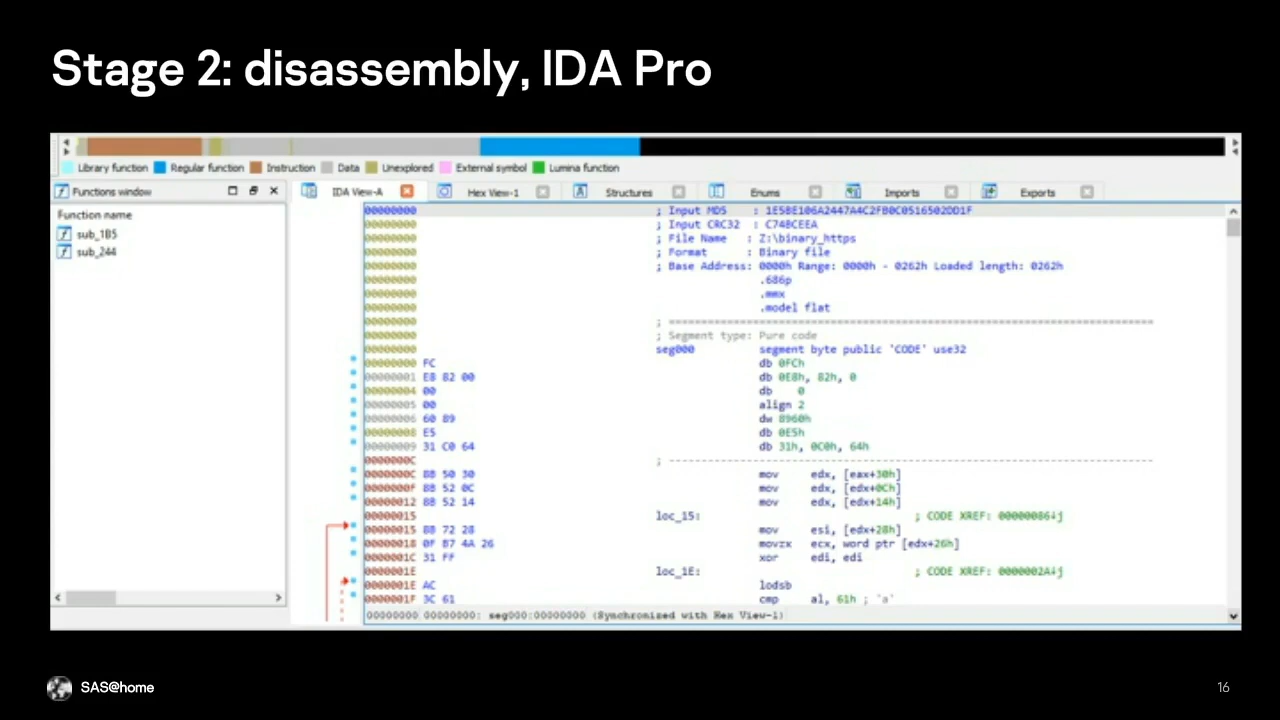 Stage 2: disassembly, IDA Pro
Library function Regular function Instruction Data Unexplored External symbol Lumina function
Functions window
IDA View-A Hex View-1 Structures Enums Imports Exports
Function name
sub_1B5
sub_244
00000000 ; Input MD5 : 1E5BE106A2447A4C2FB0C0516502DD1F
00000000 ; Input CRC32 : C74BCEEA
00000000 ; File Name : Z:\binary_https
00000000 ; Format : Binary file
00000000 ; Base Address: 0000h Range: 0000h - 0262h Loaded length: 0262h
00000000 .686p
00000000 .mmx
00000000 .model flat
00000000 ; ===========================================================================
00000000 ; Segment type: Pure code
00000000 seg000 segment byte public 'CODE' use32
00000000 FC db 0FCh
00000001 E8 82 00 db 0E8h, 82h, 0
00000004 00 db 0
00000005 00 align 2
00000006 60 89 dw 8960h
00000008 E5 db 0E5h
00000009 31 C0 64 db 31h, 0C0h, 64h
0000000C ; ---------------------------------------------------------------------------
0000000C 8B 50 30 mov edx, [eax+30h]
0000000F 8B 52 0C mov edx, [edx+0Ch]
00000012 8B 52 14 mov edx, [edx+14h]
00000015 loc_15: ; CODE XREF: 00000086↓j
00000015 8B 72 28 mov esi, [edx+28h]
00000018 0F B7 4A 26 movzx ecx, word ptr [edx+26h]
0000001C 31 FF xor edi, edi
0000001E loc_1E: ; CODE XREF: 0000002A↓j
0000001E AC lodsb
0000001F 3C 61 cmp al, 61h ; 'a'
00000000 00000000: seg000:00000000 (Synchronized with Hex View-1)
SAS@home
16